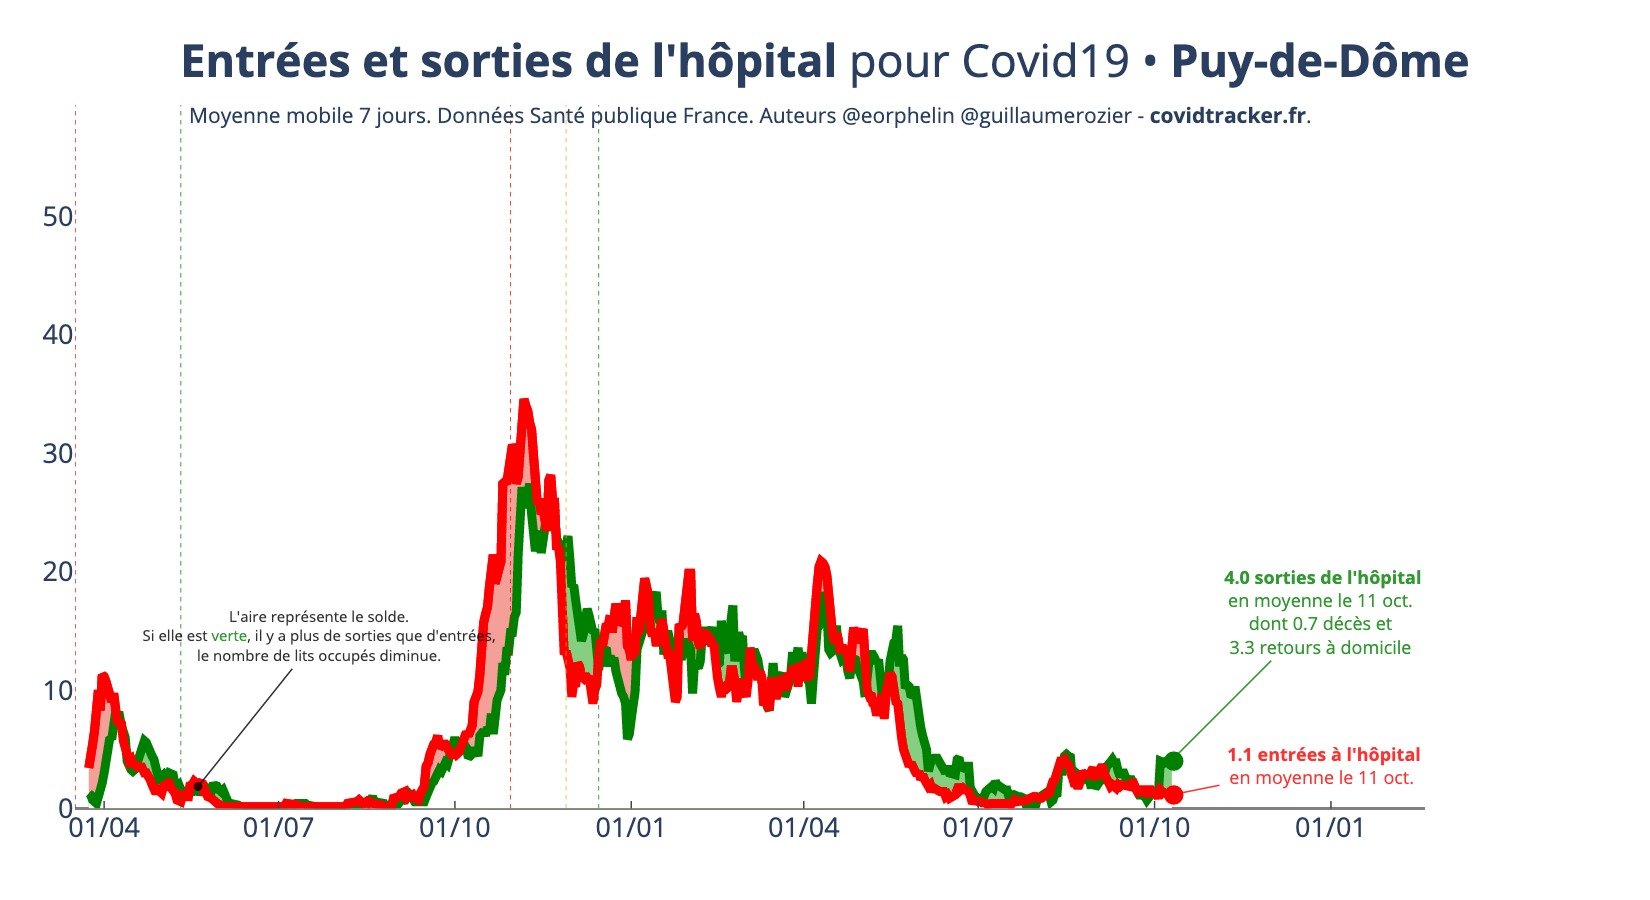 Entrées et sorties de l'hôpital pour Covid19 • Puy-de-Dôme
Moyenne mobile 7 jours. Données Santé publique France. Auteurs @eorphelin @guillaumerozier - covidtracker.fr.
50
40
30
20
10
0
L'aire représente le solde.
Si elle est verte, il y a plus de sorties que d'entrées,
le nombre de lits occupés diminue.
4.0 sorties de l'hôpital
en moyenne le 11 oct.
dont 0.7 décès et
3.3 retours à domicile
1.1 entrées à l'hôpital
en moyenne le 11 oct.
01/04 01/07 01/10 01/01 01/04 01/07 01/10 01/01